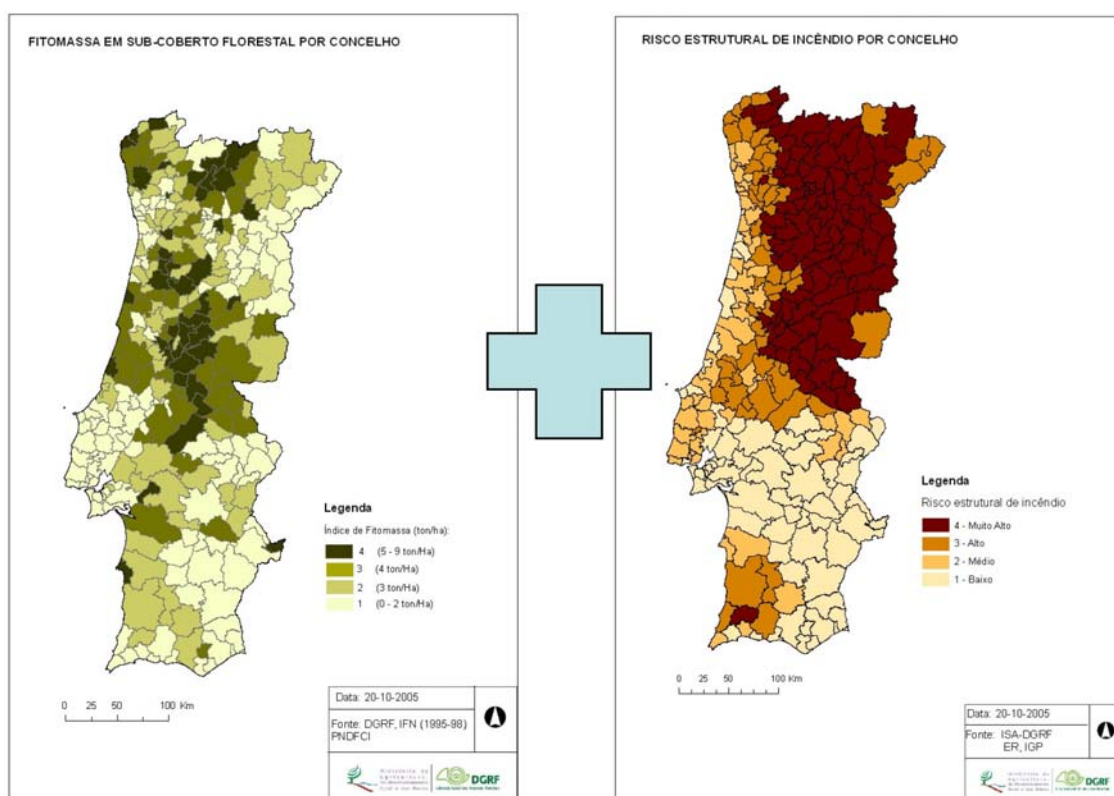 FITOMASSA EM SUB-COBERTO FLORESTAL POR CONCELHO
Legenda
Índice de Fitomassa (ton/ha):
4 (5 - 9 ton/Ha)
3 (4 ton/Ha)
2 (3 ton/Ha)
1 (0 - 2 ton/Ha)
0 25 50 100 Km
Data: 20-10-2005
Fonte: DGRF, IFN (1995-98)
PNDFCI
DGRF
RISCO ESTRUTURAL DE INCÊNDIO POR CONCELHO
Legenda
Risco estrutural de incêndio
4 - Muito Alto
3 - Alto
2 - Médio
1 - Baixo
0 25 50 100 Km
Data: 20-10-2005
Fonte: ISA-DGRF
ER, IGP
DGRF